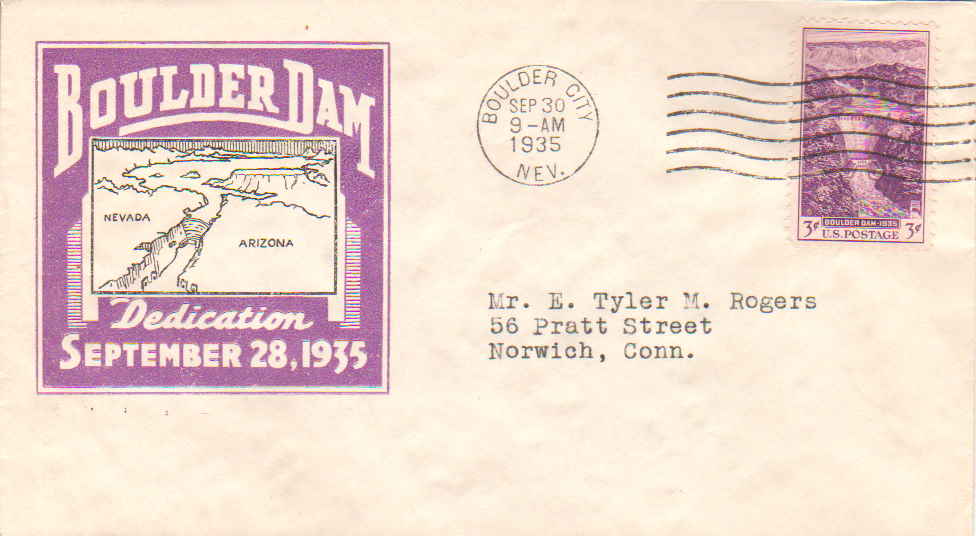 BOULDER DAM
NEVADA
ARIZONA
Dedication
SEPTEMBER 28, 1935
BOULDER CITY
SEP 30
9-AM
1935
NEV.
BOULDER DAM-1935
3¢ U.S. POSTAGE 3¢
Mr. E. Tyler M. Rogers
56 Pratt Street
Norwich, Conn.